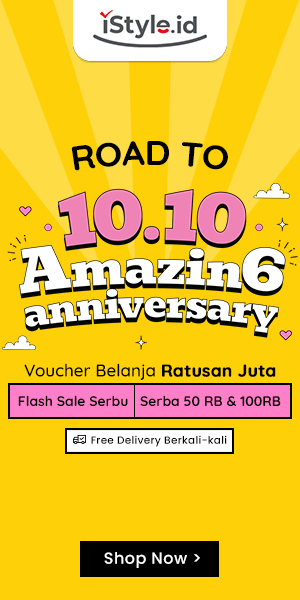 iStyle.id
ROAD TO
10.10
Amazin6
anniversary
Voucher Belanja Ratusan Juta
Flash Sale Serbu Serba 50 RB & 100RB
Free Delivery Berkali-kali
Shop Now >